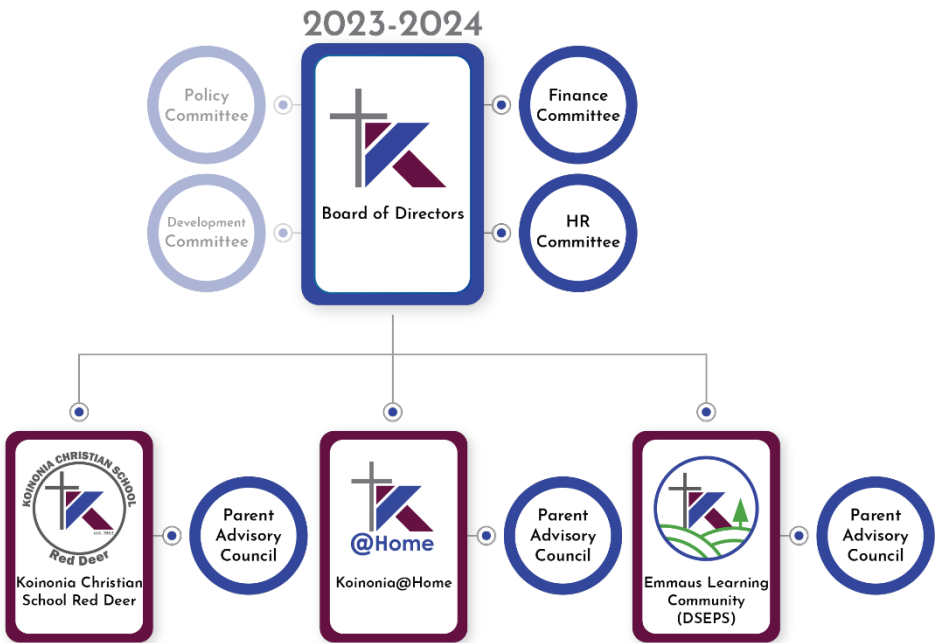 2023-2024
Policy
Committee
Finance
Committee
Board of Directors
Development
Committee
HR
Committee
KOINONIA CHRISTIAN SCHOOL
Red Deer
Koinonia Christian
School Red Deer
Parent
Advisory
Council
@Home
Koinonia@Home
Parent
Advisory
Council
Emmaus Learning
Community
(DSEPS)
Parent
Advisory
Council